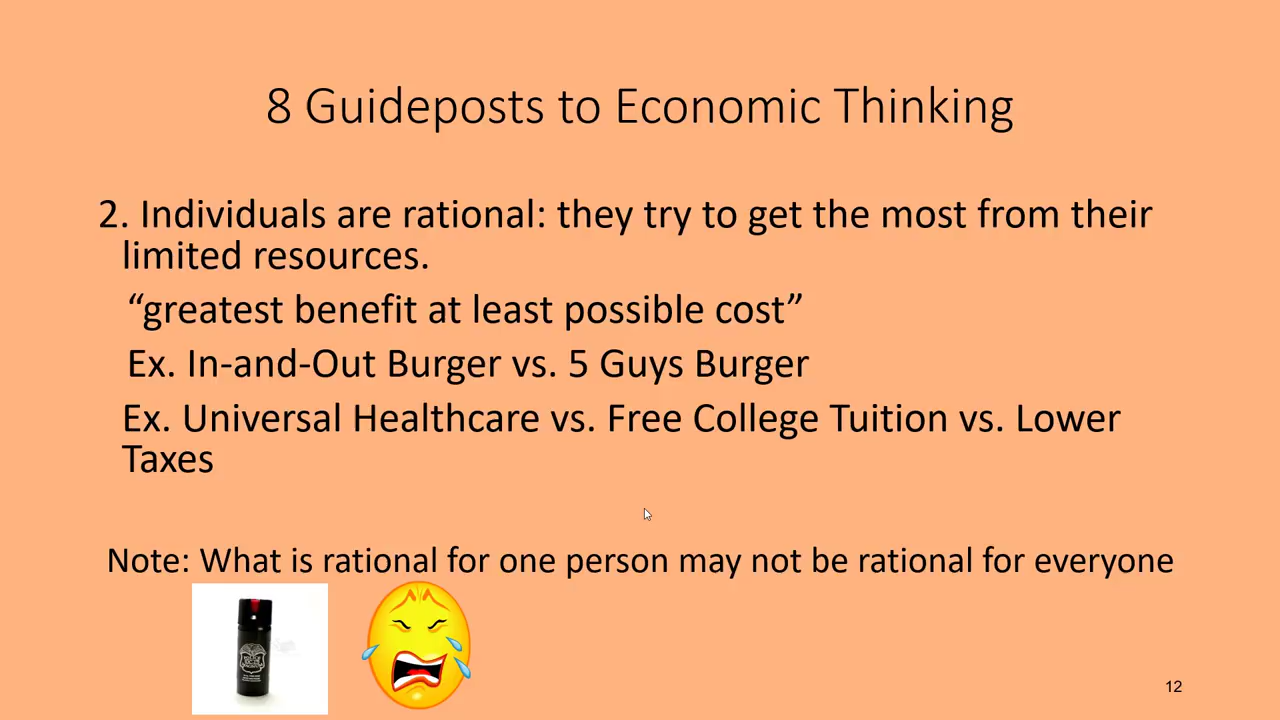 8 Guideposts to Economic Thinking
2. Individuals are rational: they try to get the most from their
limited resources.
“greatest benefit at least possible cost”
Ex. In-and-Out Burger vs. 5 Guys Burger
Ex. Universal Healthcare vs. Free College Tuition vs. Lower
Taxes
Note: What is rational for one person may not be rational for everyone
12